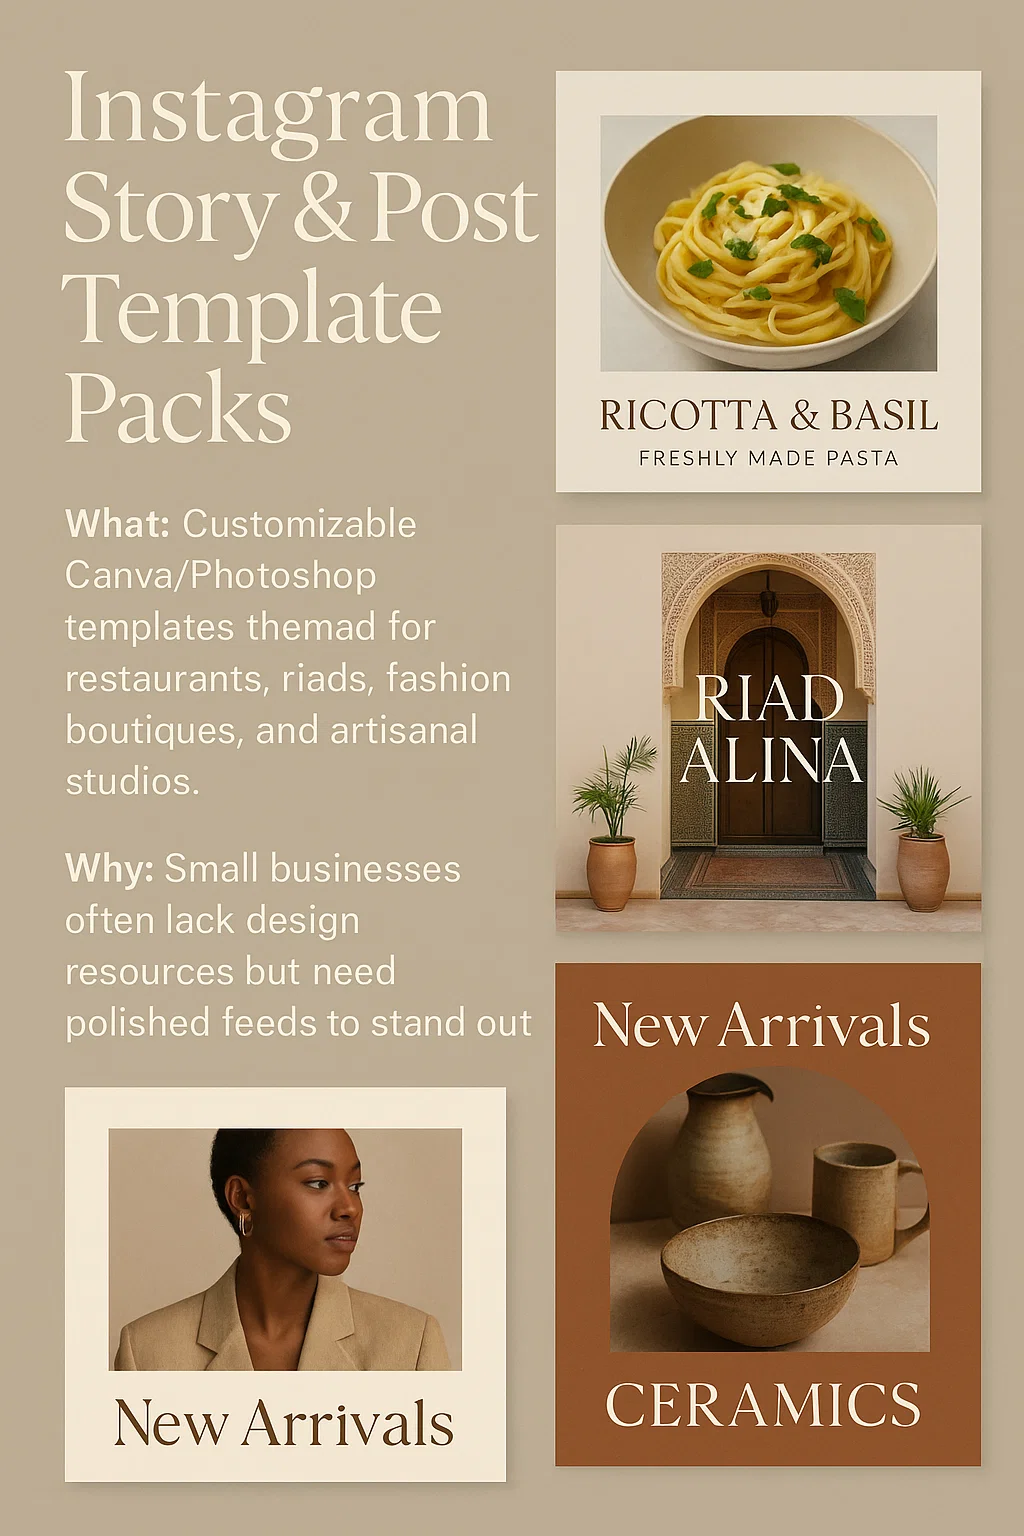 Instagram
Story & Post
Template
Packs
What: Customizable
Canva/Photoshop
templates themad for
restaurants, riads, fashion
boutiques, and artisanal
studios.
Why: Small businesses
often lack design
resources but need
polished feeds to stand out
New Arrivals
RICOTTA & BASIL
FRESHLY MADE PASTA
RIAD
ALINA
New Arrivals
CERAMICS